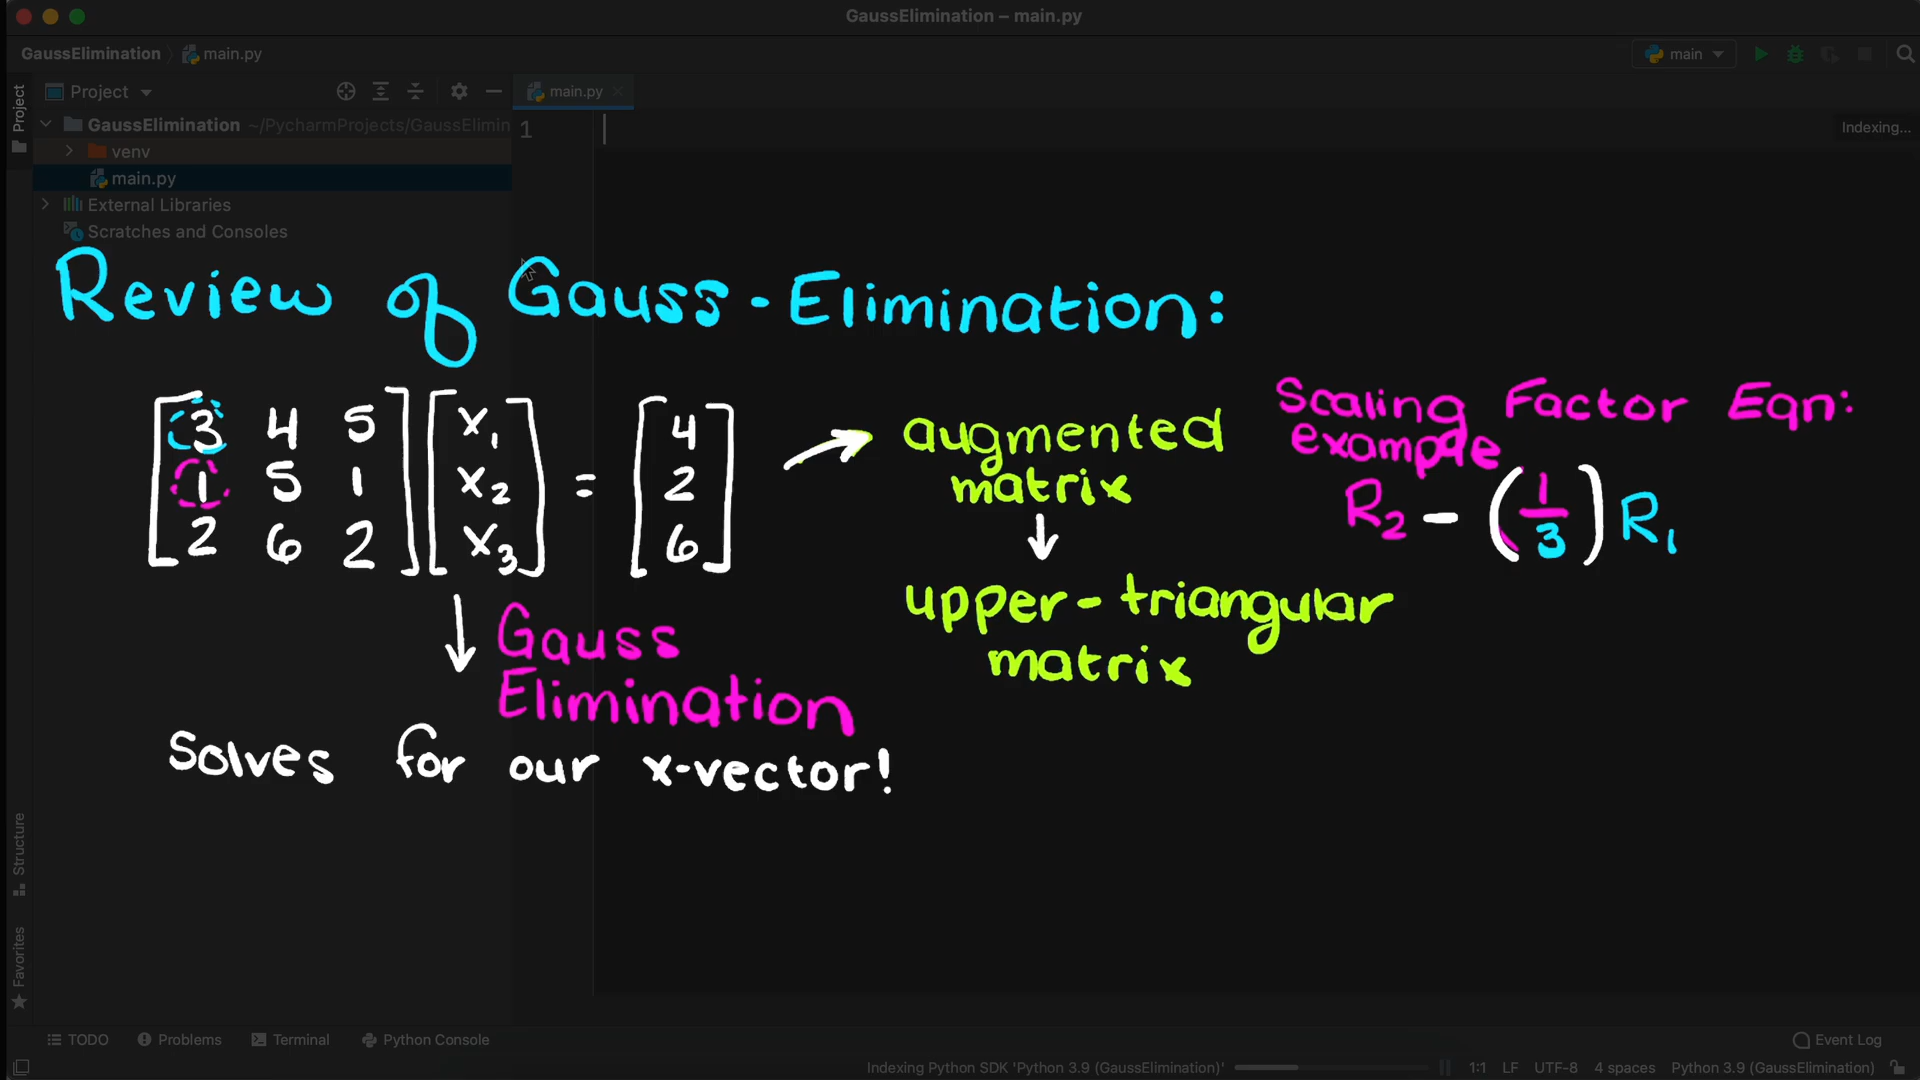 GaussElimination – main.py
GaussElimination 〉 main.py
main
Project
Project
main.py
GaussElimination ~/PycharmProjects/GaussElimin
1
Indexing...
venv
main.py
External Libraries
Scratches and Consoles
Review of Gauss-Elimination:
[3 4 5] [x1] = [4]
[1 5 1] [x2] = [2]
[2 6 2] [x3] = [6]
augmented
matrix
upper-triangular
matrix
Scaling Factor Eqn:
example
R2 - (1/3) R1
Gauss
Elimination
Solves for our x-vector!
Structure
Favorites
TODO Problems Terminal Python Console
Event Log
Indexing Python SDK 'Python 3.9 (GaussElimination)' 1:1 LF UTF-8 4 spaces Python 3.9 (GaussElimination)